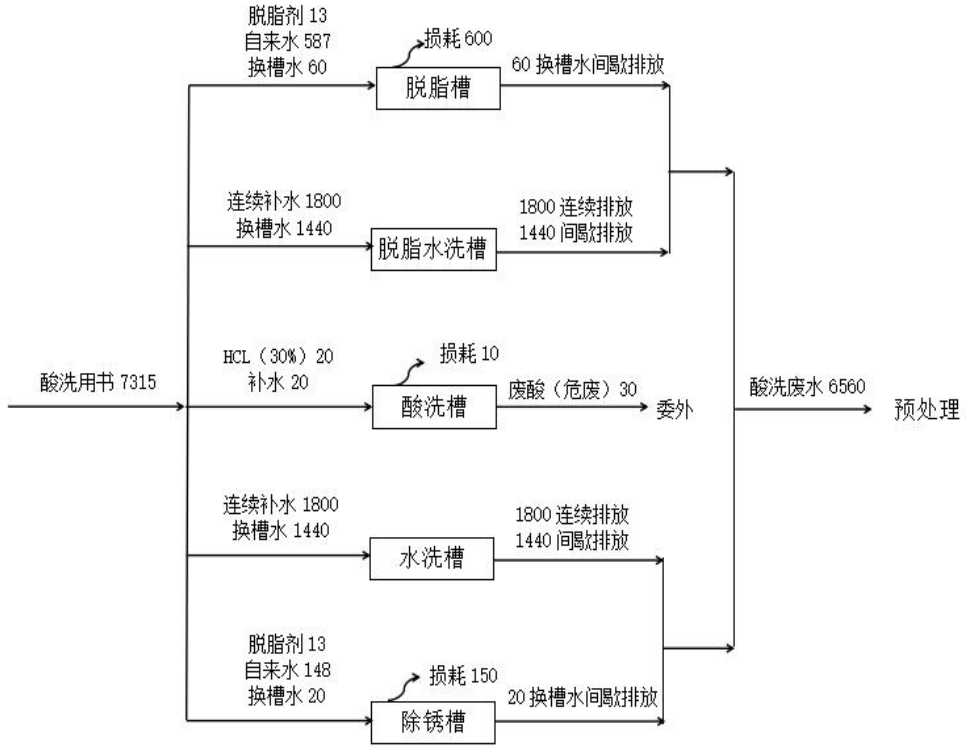 脱脂剂 13
自来水 587
换槽水 60
损耗 600
脱脂槽
60 换槽水间歇排放
连续补水 1800
换槽水 1440
脱脂水洗槽
1800 连续排放
1440 间歇排放
酸洗用书 7315
HCL（30%）20
补水 20
损耗 10
酸洗槽
废酸（危废）30
委外
酸洗废水 6560
预处理
连续补水 1800
换槽水 1440
水洗槽
1800 连续排放
1440 间歇排放
脱脂剂 13
自来水 148
换槽水 20
损耗 150
除锈槽
20 换槽水间歇排放